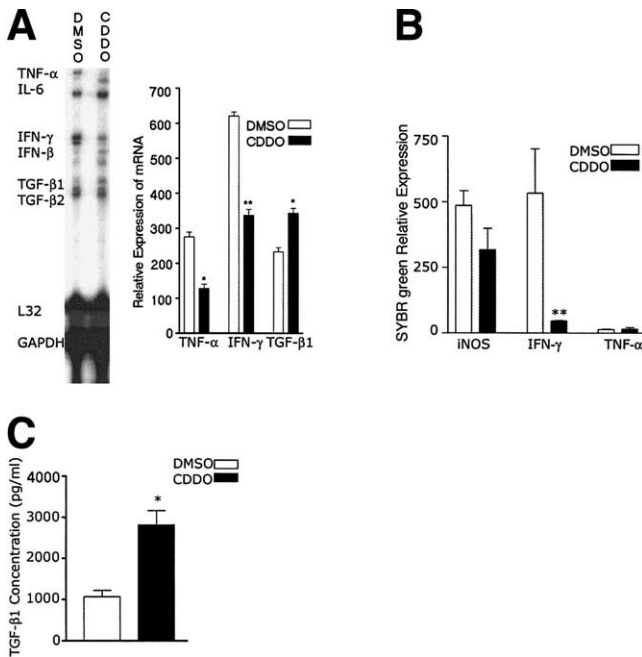 A
DMSO
CDDO
TNF-α
IL-6
IFN-γ
IFN-β
TGF-β1
TGF-β2
L32
GAPDH
Relative Expression of mRNA
700
600
500
400
300
200
100
0
DMSO
CDDO
*
**
*
TNF-α IFN-γ TGF-β1
B
SYBR green Relative Expression
750
500
250
0
DMSO
CDDO
**
iNOS IFN-γ TNF-α
C
TGF-β1 Concentration (pg/ml)
4000
3000
2000
1000
0
DMSO
CDDO
*